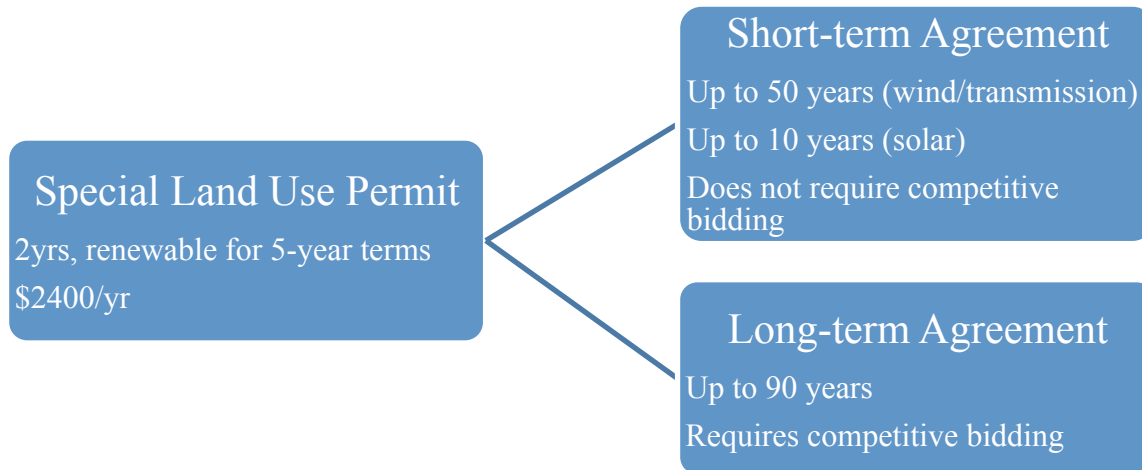 Special Land Use Permit
2yrs, renewable for 5-year terms
$2400/yr
Short-term Agreement
Up to 50 years (wind/transmission)
Up to 10 years (solar)
Does not require competitive
bidding
Long-term Agreement
Up to 90 years
Requires competitive bidding